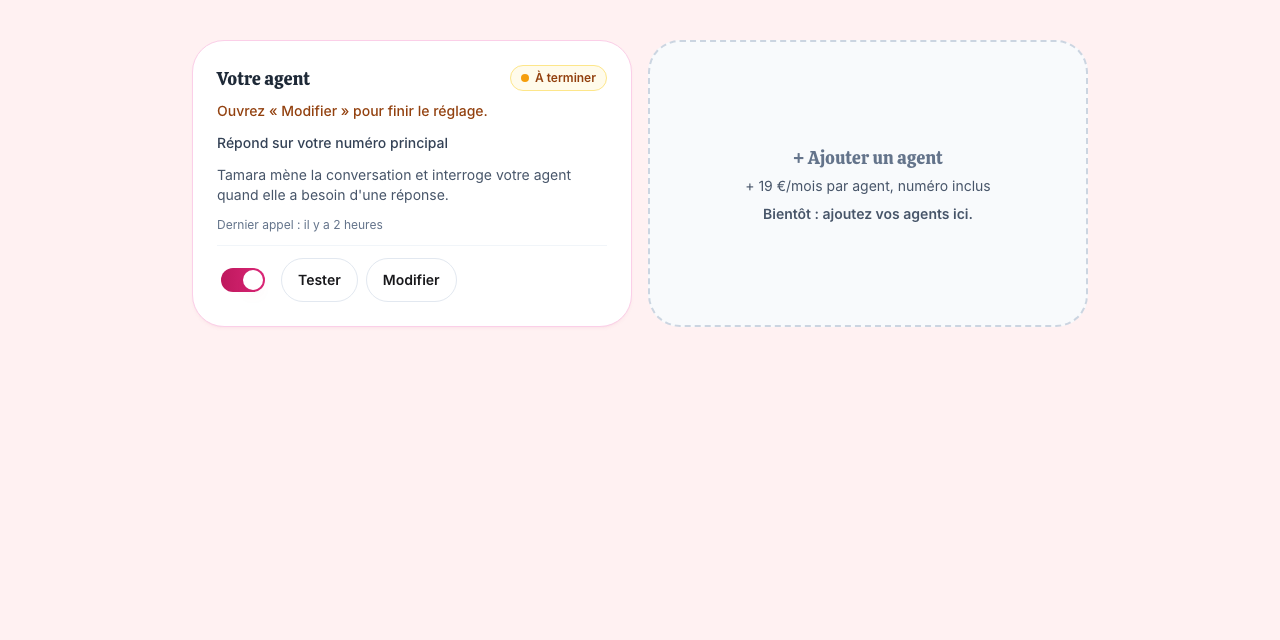 Votre agent
À terminer
Ouvrez « Modifier » pour finir le réglage.
Répond sur votre numéro principal
Tamara mène la conversation et interroge votre agent
quand elle a besoin d'une réponse.
Dernier appel : il y a 2 heures
Tester
Modifier
+ Ajouter un agent
+ 19 €/mois par agent, numéro inclus
Bientôt : ajoutez vos agents ici.